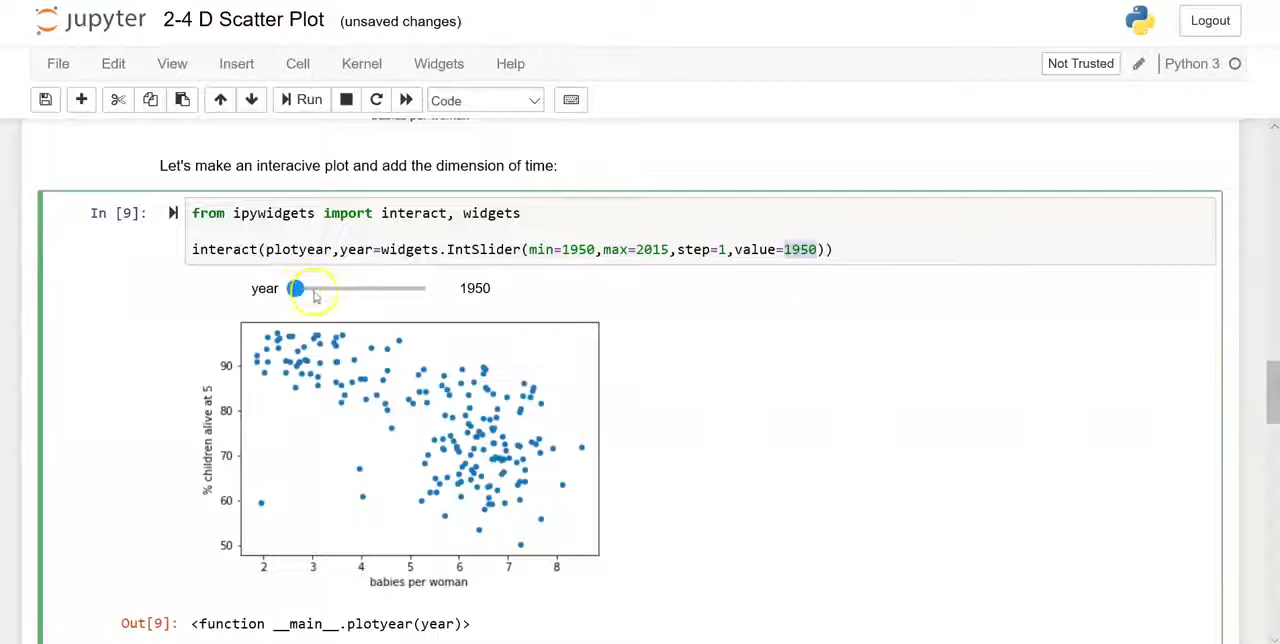 jupyter 2-4 D Scatter Plot (unsaved changes) Logout
File Edit View Insert Cell Kernel Widgets Help Not Trusted Python 3
Run Code
Let's make an interacive plot and add the dimension of time:
In [9]: from ipywidgets import interact, widgets
interact(plotyear,year=widgets.IntSlider(min=1950,max=2015,step=1,value=1950))
year 1950
90
80
70
60
50
% children alive at 5
2 3 4 5 6 7 8
babies per woman
Out[9]: <function __main__.plotyear(year)>